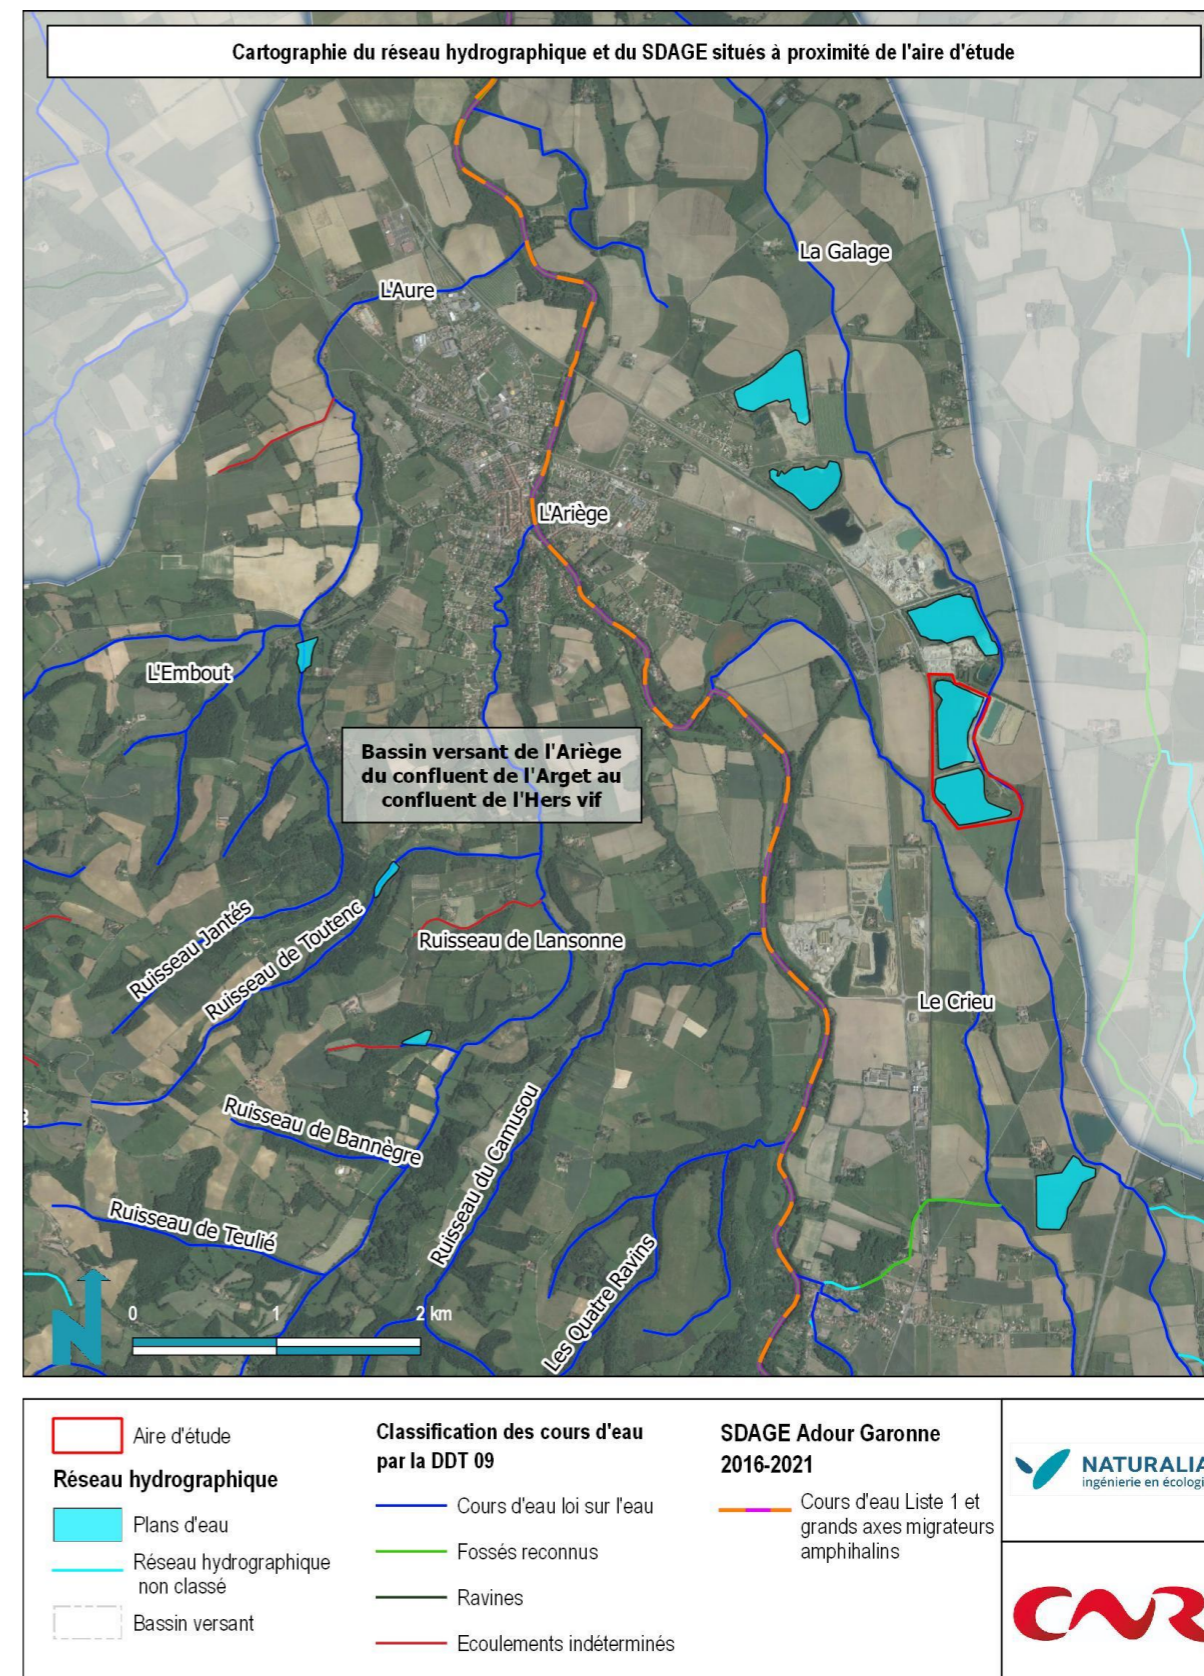 Cartographie du réseau hydrographique et du SDAGE situés à proximité de l'aire d'étude
La Galage
L'Aure
L'Ariège
L'Embout
Bassin versant de l'Ariège
du confluent de l'Arget au
confluent de l'Hers vif
Ruisseau Jantés
Ruisseau de Toutenc
Ruisseau de Lansonne
Le Crieu
Ruisseau de Bannègre
Ruisseau du Camusou
Ruisseau de Teulié
Les Quatre Ravins
N
0 1 2 km
Aire d'étude
Réseau hydrographique
Plans d'eau
Réseau hydrographique
non classé
Bassin versant
Classification des cours d'eau
par la DDT 09
Cours d'eau loi sur l'eau
Fossés reconnus
Ravines
Ecoulements indéterminés
SDAGE Adour Garonne
2016-2021
Cours d'eau Liste 1 et
grands axes migrateurs
amphihalins
NATURALIA
ingénierie en écologi
CNR